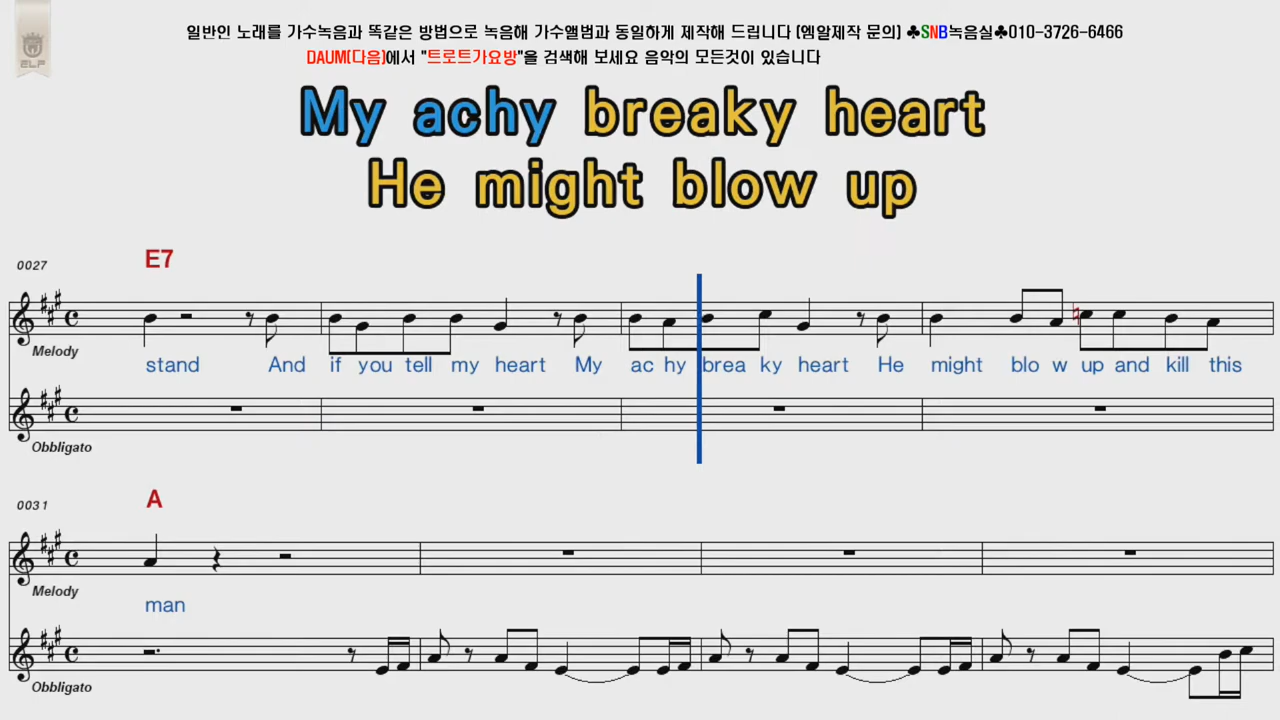 일반인 노래를 가수녹음과 똑같은 방법으로 녹음해 가수앨범과 동일하게 제작해 드립니다 (엠알제작 문의) ♣SNB녹음실♣010-3726-6466
DAUM(다음)에서 "트로트가요방"을 검색해 보세요 음악의 모든것이 있습니다
ELF
My achy breaky heart
He might blow up
0027
E7
Melody
stand And if you tell my heart My ac hy brea ky heart He might blo w up and kill this
Obbligato
0031
A
Melody
man
Obbligato